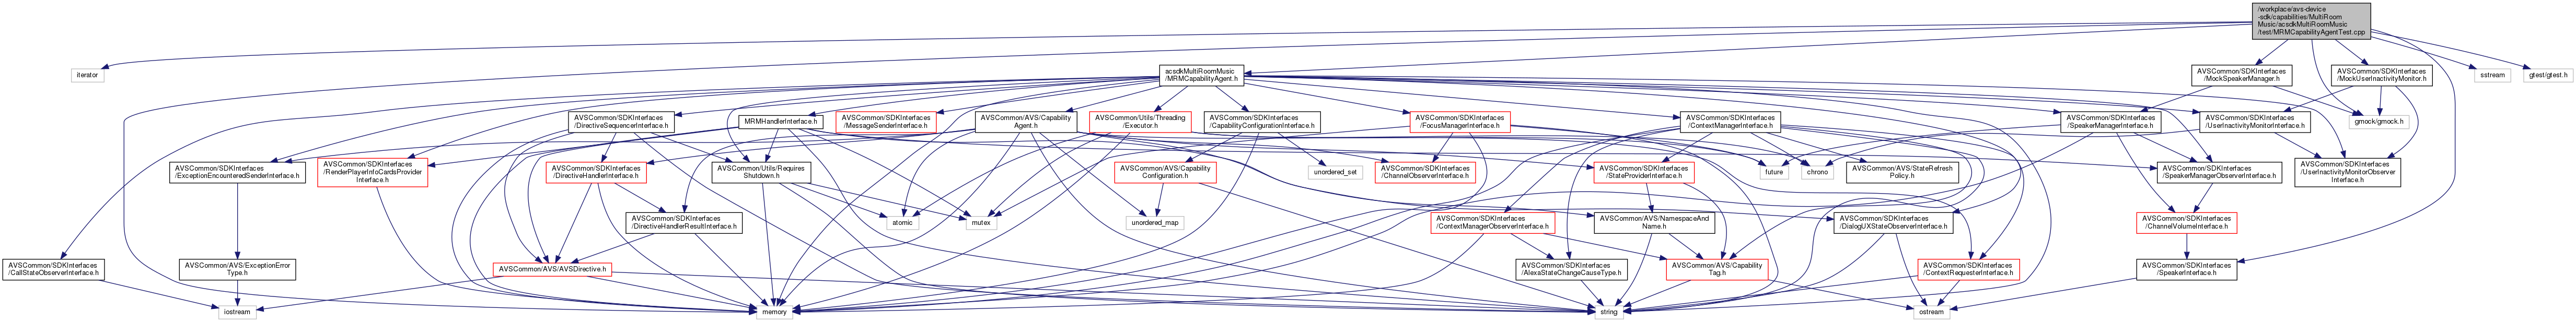 /workplace/avs-device
-sdk/capabilities/MultiRoom
Music/acsdkMultiRoomMusic
/test/MRMCapabilityAgentTest.cpp
iterator
acsdkMultiRoomMusic
/MRMCapabilityAgent.h
AVSCommon/SDKInterfaces
/MockSpeakerManager.h
AVSCommon/SDKInterfaces
/MockUserInactivityMonitor.h
sstream
gtest/gtest.h
AVSCommon/SDKInterfaces
/DirectiveSequencerInterface.h
MRMHandlerInterface.h
AVSCommon/SDKInterfaces
/MessageSenderInterface.h
AVSCommon/AVS/Capability
Agent.h
AVSCommon/Utils/Threading
/Executor.h
AVSCommon/SDKInterfaces
/CapabilityConfigurationInterface.h
AVSCommon/SDKInterfaces
/FocusManagerInterface.h
AVSCommon/SDKInterfaces
/ContextManagerInterface.h
AVSCommon/SDKInterfaces
/SpeakerManagerInterface.h
AVSCommon/SDKInterfaces
/UserInactivityMonitorInterface.h
gmock/gmock.h
AVSCommon/SDKInterfaces
/ExceptionEncounteredSenderInterface.h
AVSCommon/SDKInterfaces
/RenderPlayerInfoCardsProvider
Interface.h
AVSCommon/SDKInterfaces
/DirectiveHandlerInterface.h
AVSCommon/Utils/Requires
Shutdown.h
AVSCommon/AVS/Capability
Configuration.h
unordered_set
AVSCommon/SDKInterfaces
/ChannelObserverInterface.h
AVSCommon/SDKInterfaces
/StateProviderInterface.h
future
chrono
AVSCommon/AVS/StateRefresh
Policy.h
AVSCommon/SDKInterfaces
/SpeakerManagerObserverInterface.h
AVSCommon/SDKInterfaces
/UserInactivityMonitorObserver
Interface.h
AVSCommon/SDKInterfaces
/DirectiveHandlerResultInterface.h
atomic
mutex
unordered_map
AVSCommon/SDKInterfaces
/ContextManagerObserverInterface.h
AVSCommon/AVS/NamespaceAnd
Name.h
AVSCommon/SDKInterfaces
/DialogUXStateObserverInterface.h
AVSCommon/SDKInterfaces
/ChannelVolumeInterface.h
AVSCommon/SDKInterfaces
/CallStateObserverInterface.h
AVSCommon/AVS/ExceptionError
Type.h
AVSCommon/AVS/AVSDirective.h
AVSCommon/SDKInterfaces
/AlexaStateChangeCauseType.h
AVSCommon/AVS/Capability
Tag.h
AVSCommon/SDKInterfaces
/ContextRequesterInterface.h
AVSCommon/SDKInterfaces
/SpeakerInterface.h
iostream
memory
string
ostream